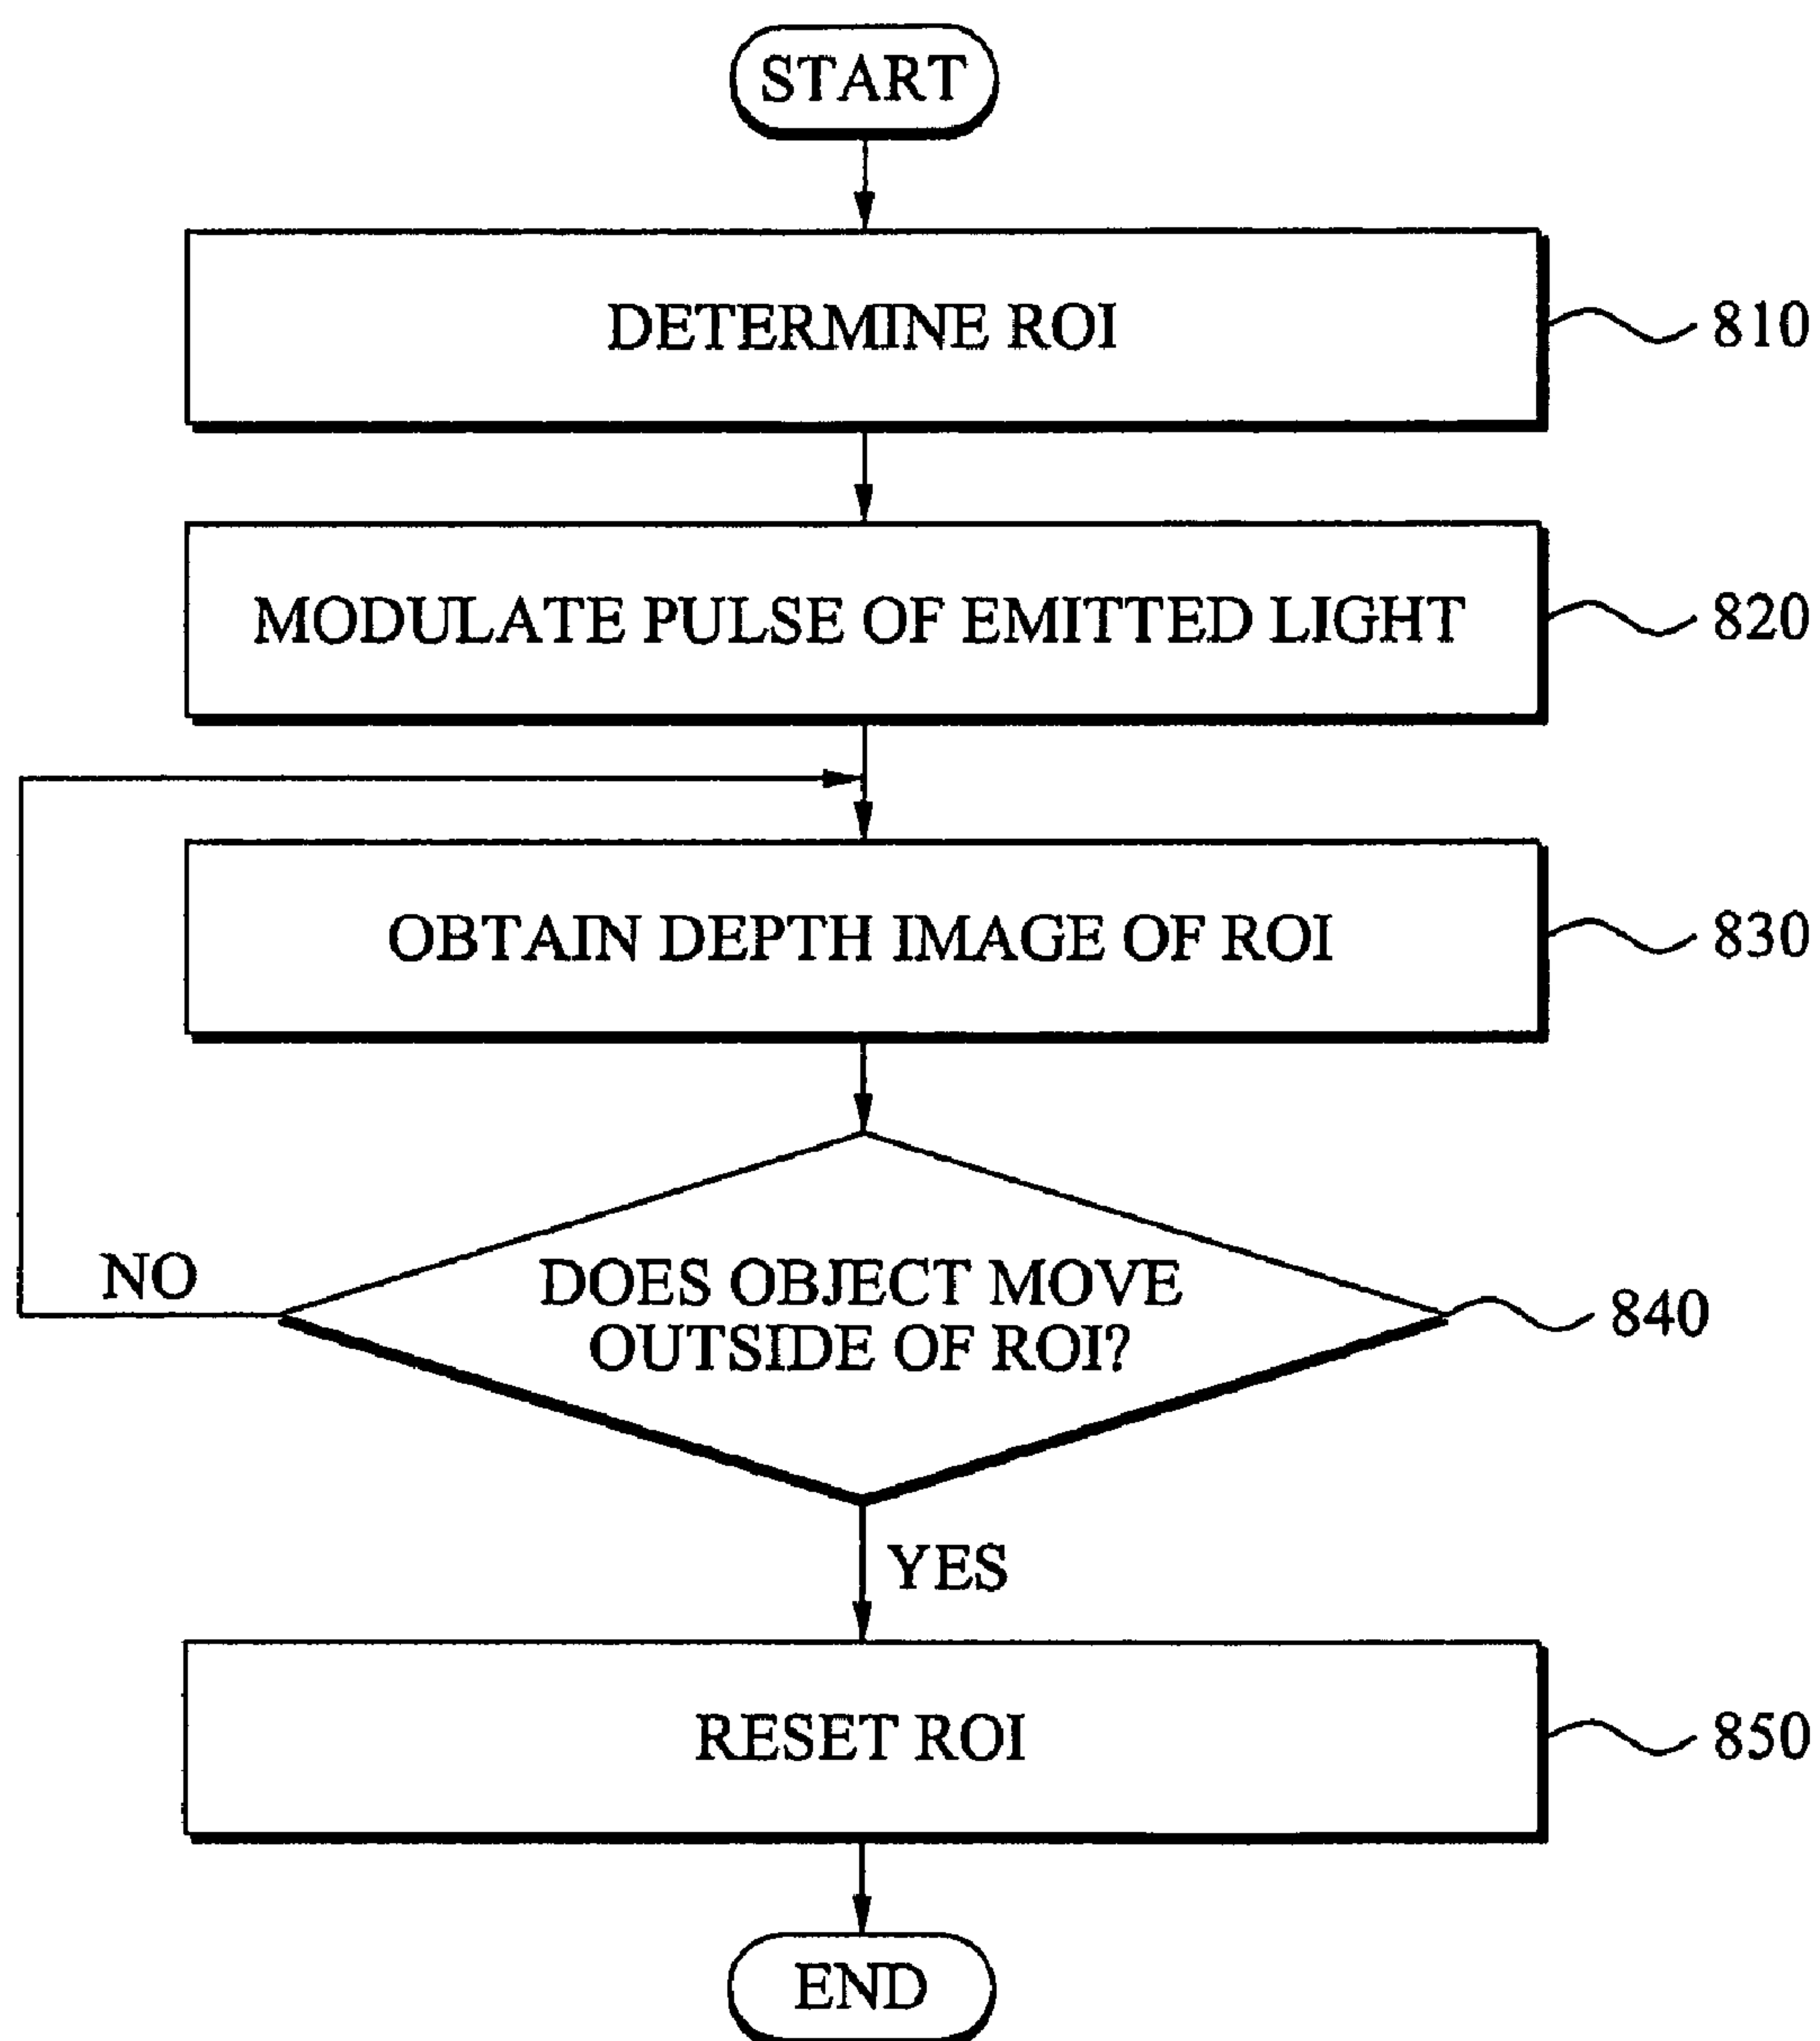 START
DETERMINE ROI
810
MODULATE PULSE OF EMITTED LIGHT
820
OBTAIN DEPTH IMAGE OF ROI
830
NO
DOES OBJECT MOVE
OUTSIDE OF ROI?
840
YES
RESET ROI
850
END